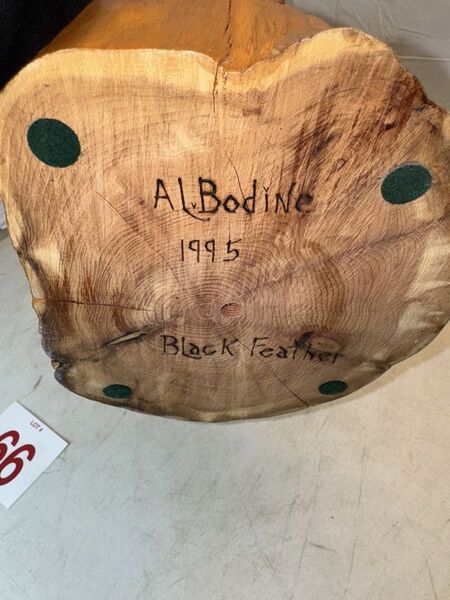 AL. Bodine
1995
Black Feather
LOT #
66